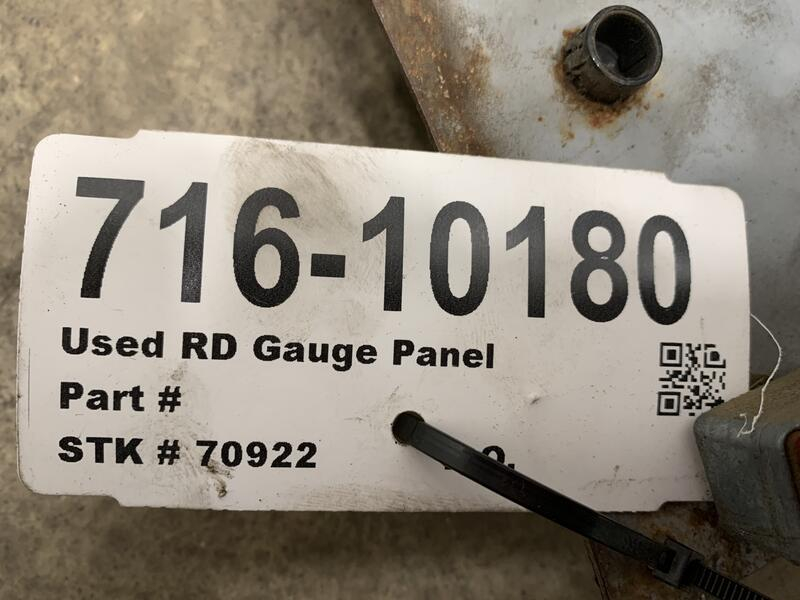 716-10180
Used RD Gauge Panel
Part #
STK # 70922